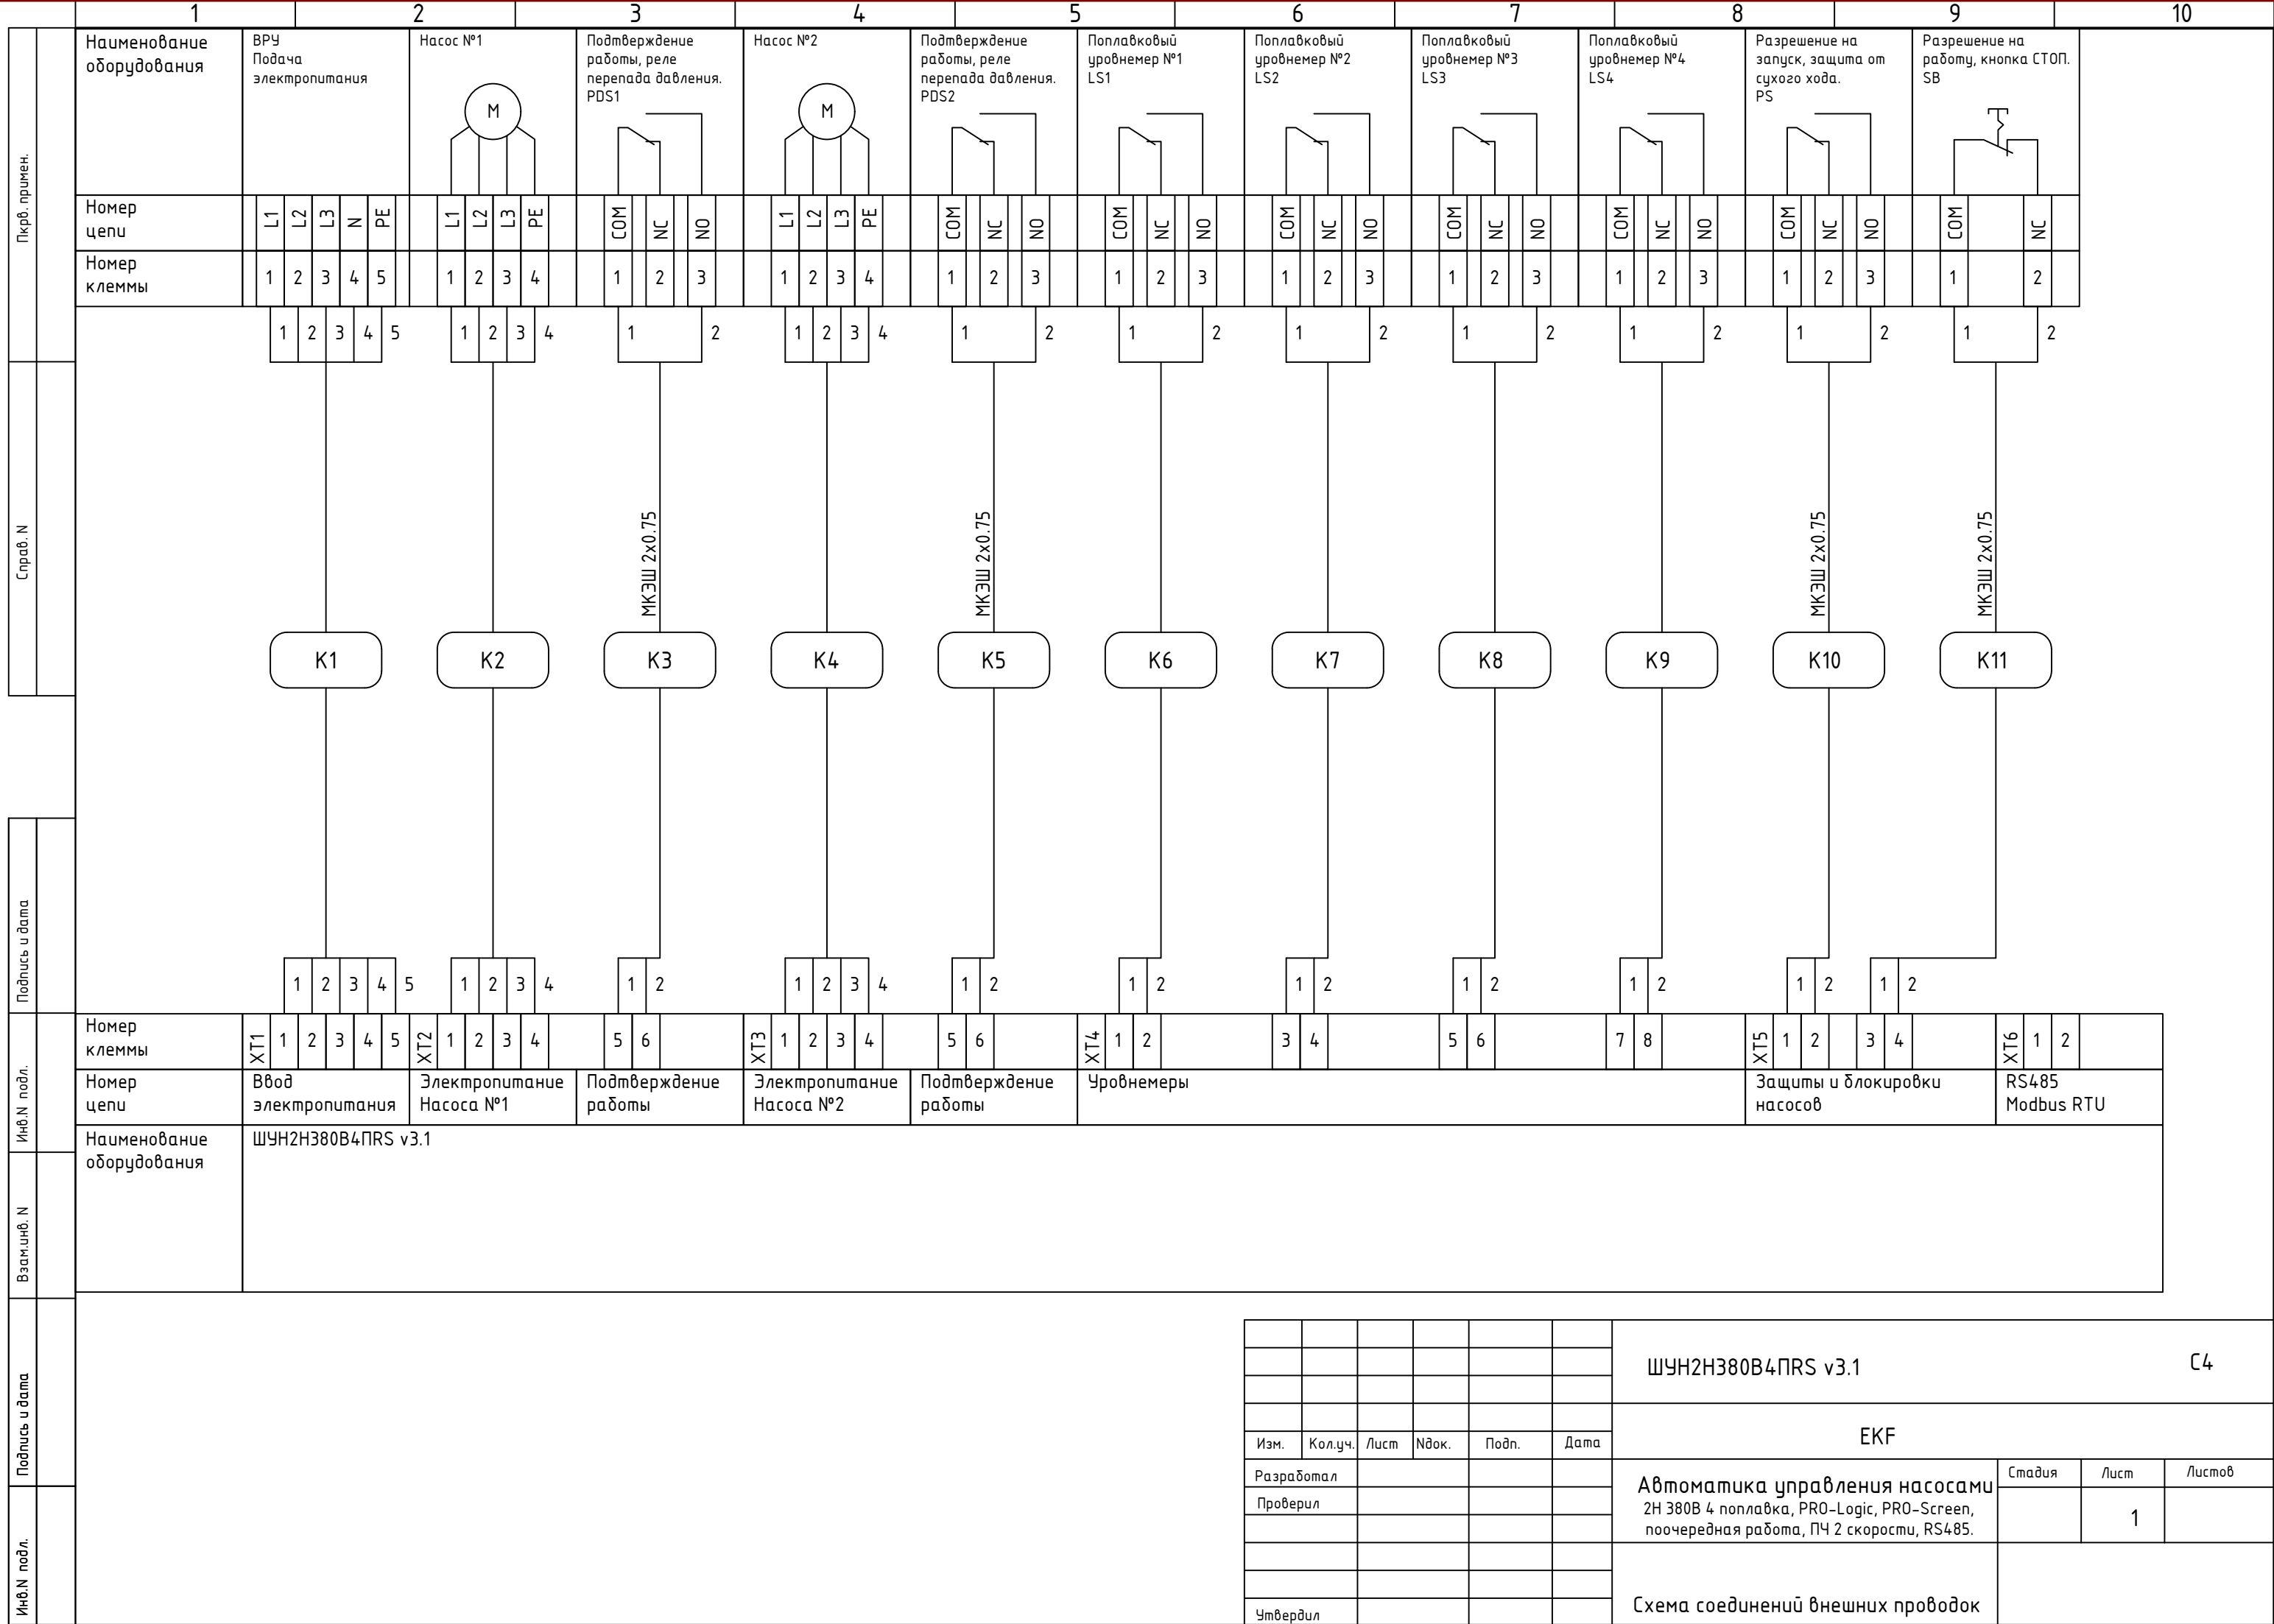 1 2 3 4 5 6 7 8 9 10
Наименование
оборудования
ВРУ
Подача
электропитания
Насос №1
M
Подтверждение
работы, реле
перепада давления.
PDS1
Насос №2
M
Подтверждение
работы, реле
перепада давления.
PDS2
Поплавковый
уровнемер №1
LS1
Поплавковый
уровнемер №2
LS2
Поплавковый
уровнемер №3
LS3
Поплавковый
уровнемер №4
LS4
Разрешение на
запуск, защита от
сухого хода.
PS
Разрешение на
работу, кнопка СТОП.
SB
Номер
цепи
L1 L2 L3 N PE L1 L2 L3 PE COM NC NO L1 L2 L3 PE COM NC NO COM NC NO COM NC NO COM NC NO COM NC NO COM NC NO COM NC
Номер
клеммы
1 2 3 4 5 1 2 3 4 1 2 3 1 2 3 4 1 2 3 1 2 3 1 2 3 1 2 3 1 2 3 1 2 3 1 2
1 2 3 4 5 1 2 3 4 1 2 1 2 3 4 1 2 1 2 1 2 1 2 1 2 1 2 1 2
МКЭШ 2х0.75
МКЭШ 2х0.75
МКЭШ 2х0.75
МКЭШ 2х0.75
K1 K2 K3 K4 K5 K6 K7 K8 K9 K10 K11
1 2 3 4 5 1 2 3 4 1 2 1 2 3 4 1 2 1 2 1 2 1 2 1 2 1 2 1 2
Номер
клеммы
XT1 1 2 3 4 5 XT2 1 2 3 4 5 6 XT3 1 2 3 4 5 6 XT4 1 2 3 4 5 6 7 8 XT5 1 2 3 4 XT6 1 2
Номер
цепи
Ввод
электропитания
Электропитание
Насоса №1
Подтверждение
работы
Электропитание
Насоса №2
Подтверждение
работы
Уровнемеры
Защиты и блокировки
насосов
RS485
Modbus RTU
Наименование
оборудования
ШУН2Н380В4ПRS v3.1
Пкрв. примен.
Справ. N
Подпись и дата
Инв.N подл.
Взам.инв. N
Подпись и дата
Инв.N подл.
ШУН2Н380В4ПRS v3.1 С4
EKF
Изм. Кол.уч. Лист Nдок. Подп. Дата
Разработал
Проверил
Утвердил
Автоматика управления насосами
2Н 380В 4 поплавка, PRO-Logic, PRO-Screen,
поочередная работа, ПЧ 2 скорости, RS485.
Стадия Лист Листов
1
Схема соединений внешних проводок